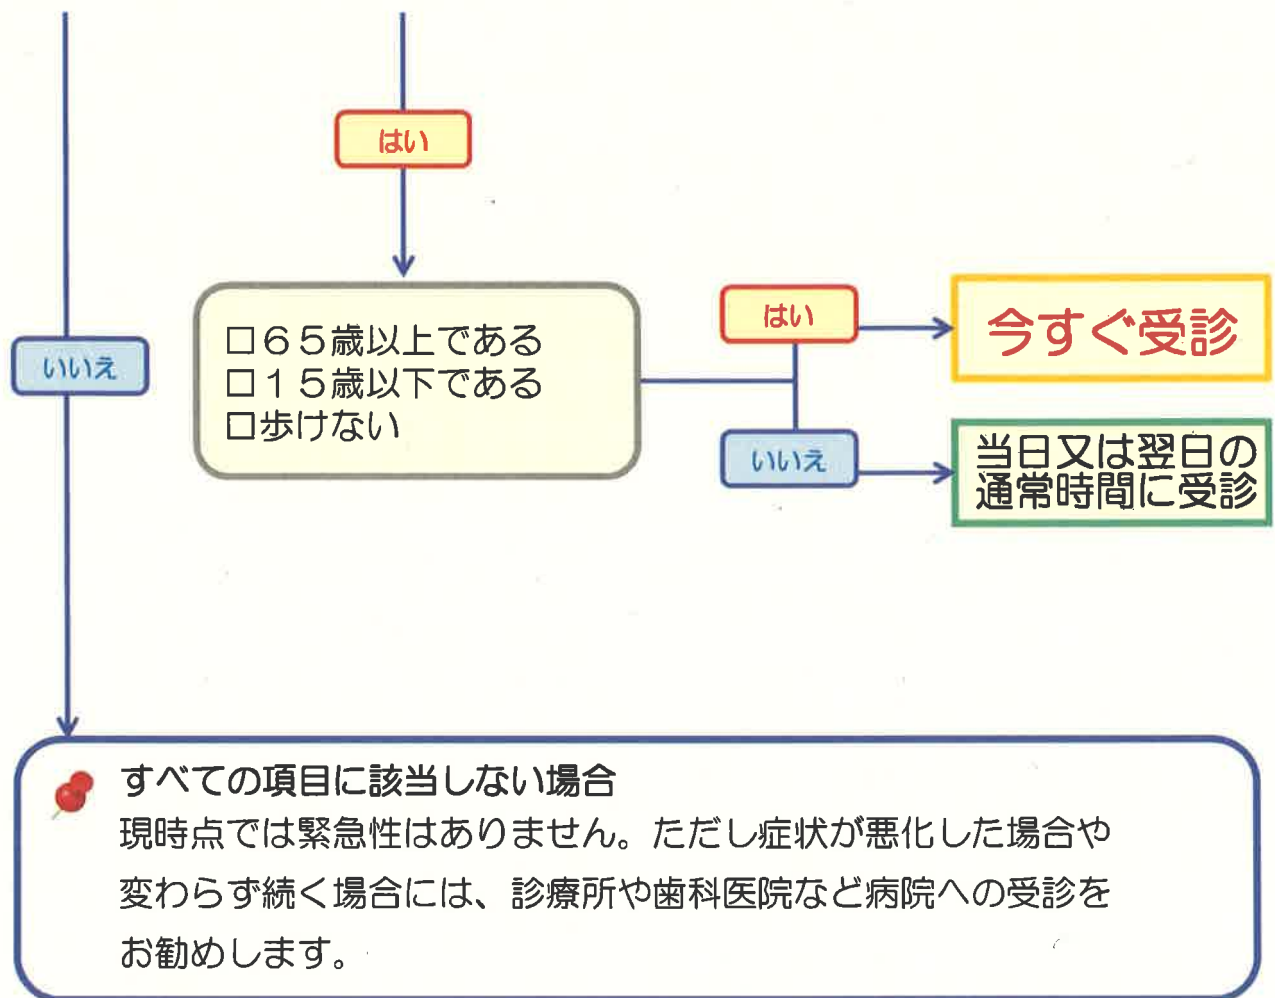 はい
□６５歳以上である
□１５歳以下である
□歩けない
はい
今すぐ受診
いいえ
いいえ
当日又は翌日の
通常時間に受診
すべての項目に該当しない場合
現時点では緊急性はありません。ただし症状が悪化した場合や
変わらず続く場合には、診療所や歯科医院など病院への受診を
お勧めします。